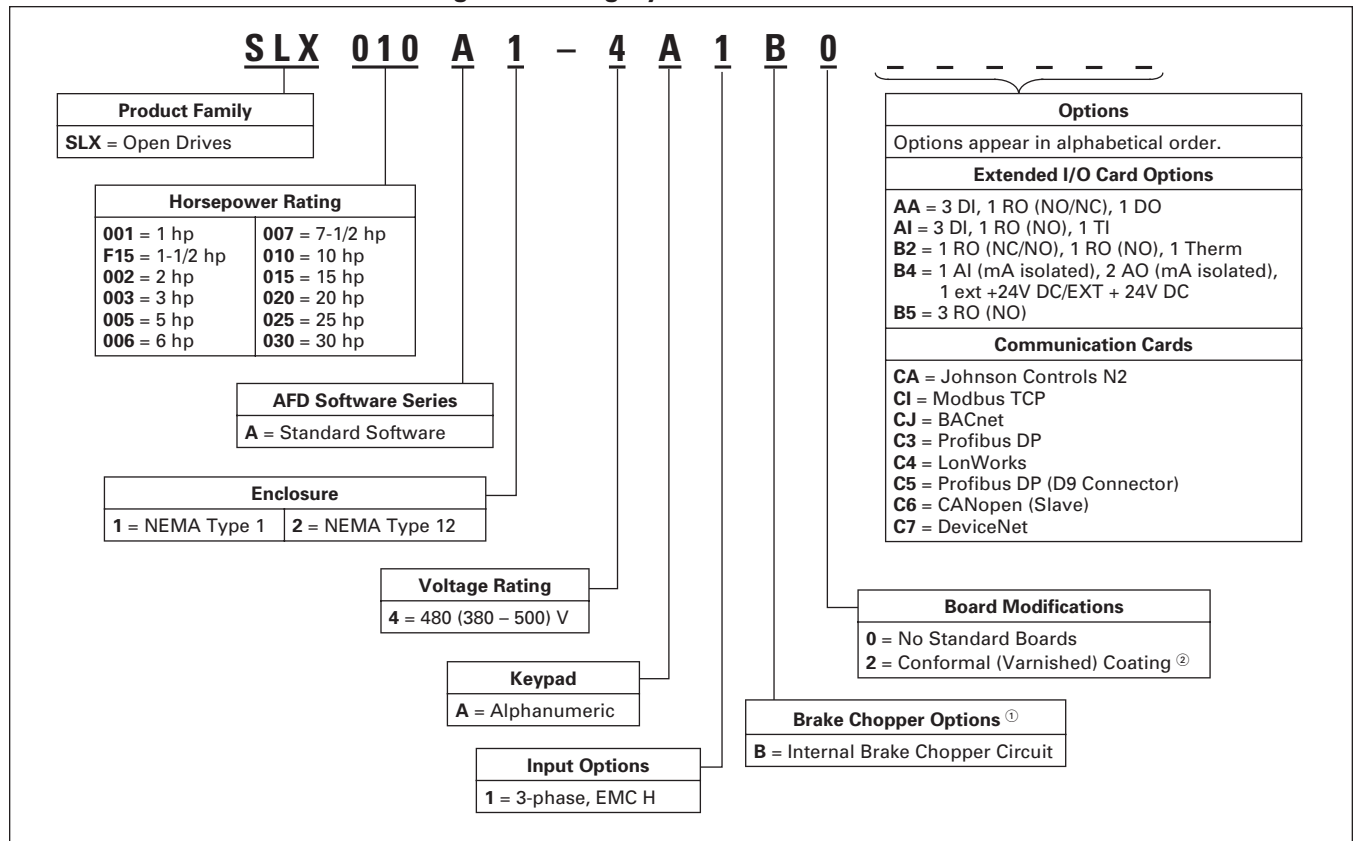 SLX 010 A 1 – 4 A 1 B 0 _ _ _ _ _ _
Product Family
SLX = Open Drives
Horsepower Rating
001 = 1 hp
F15 = 1-1/2 hp
002 = 2 hp
003 = 3 hp
005 = 5 hp
006 = 6 hp
007 = 7-1/2 hp
010 = 10 hp
015 = 15 hp
020 = 20 hp
025 = 25 hp
030 = 30 hp
AFD Software Series
A = Standard Software
Enclosure
1 = NEMA Type 1
2 = NEMA Type 12
Voltage Rating
4 = 480 (380 – 500) V
Keypad
A = Alphanumeric
Input Options
1 = 3-phase, EMC H
Options
Options appear in alphabetical order.
Extended I/O Card Options
AA = 3 DI, 1 RO (NO/NC), 1 DO
AI = 3 DI, 1 RO (NO), 1 TI
B2 = 1 RO (NC/NO), 1 RO (NO), 1 Therm
B4 = 1 AI (mA isolated), 2 AO (mA isolated),
1 ext +24V DC/EXT + 24V DC
B5 = 3 RO (NO)
Communication Cards
CA = Johnson Controls N2
CI = Modbus TCP
CJ = BACnet
C3 = Profibus DP
C4 = LonWorks
C5 = Profibus DP (D9 Connector)
C6 = CANopen (Slave)
C7 = DeviceNet
Board Modifications
0 = No Standard Boards
2 = Conformal (Varnished) Coating ②
Brake Chopper Options ①
B = Internal Brake Chopper Circuit